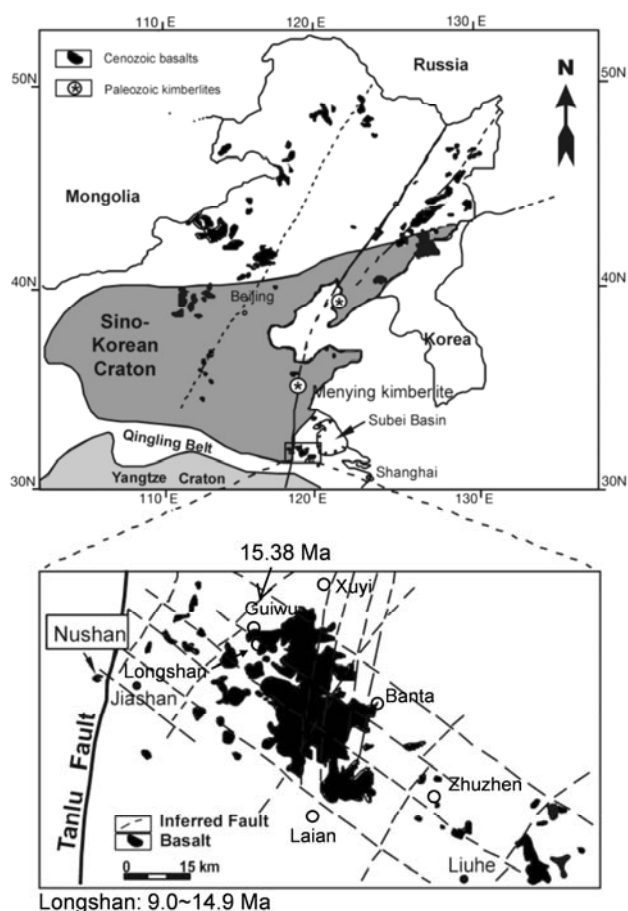 110 E
120 E
130 E
Cenozoic basalts
Paleozoic kimberlites
Russia
N
50N
50N
Mongolia
40N
40N
Beijing
Sino-
Korean
Craton
Korea
Menying kimberlite
Subei Basin
Qingling Belt
Shanghai
Yangtze Craton
30N
30N
110 E
120 E
130 E
15.38 Ma
Xuyi
Guiwu
Nushan
Longshan
Jiashan
Banta
Tanlu Fault
Zhuzhen
Inferred Fault
Basalt
Laian
0
15 km
Liuhe
Longshan: 9.0~14.9 Ma